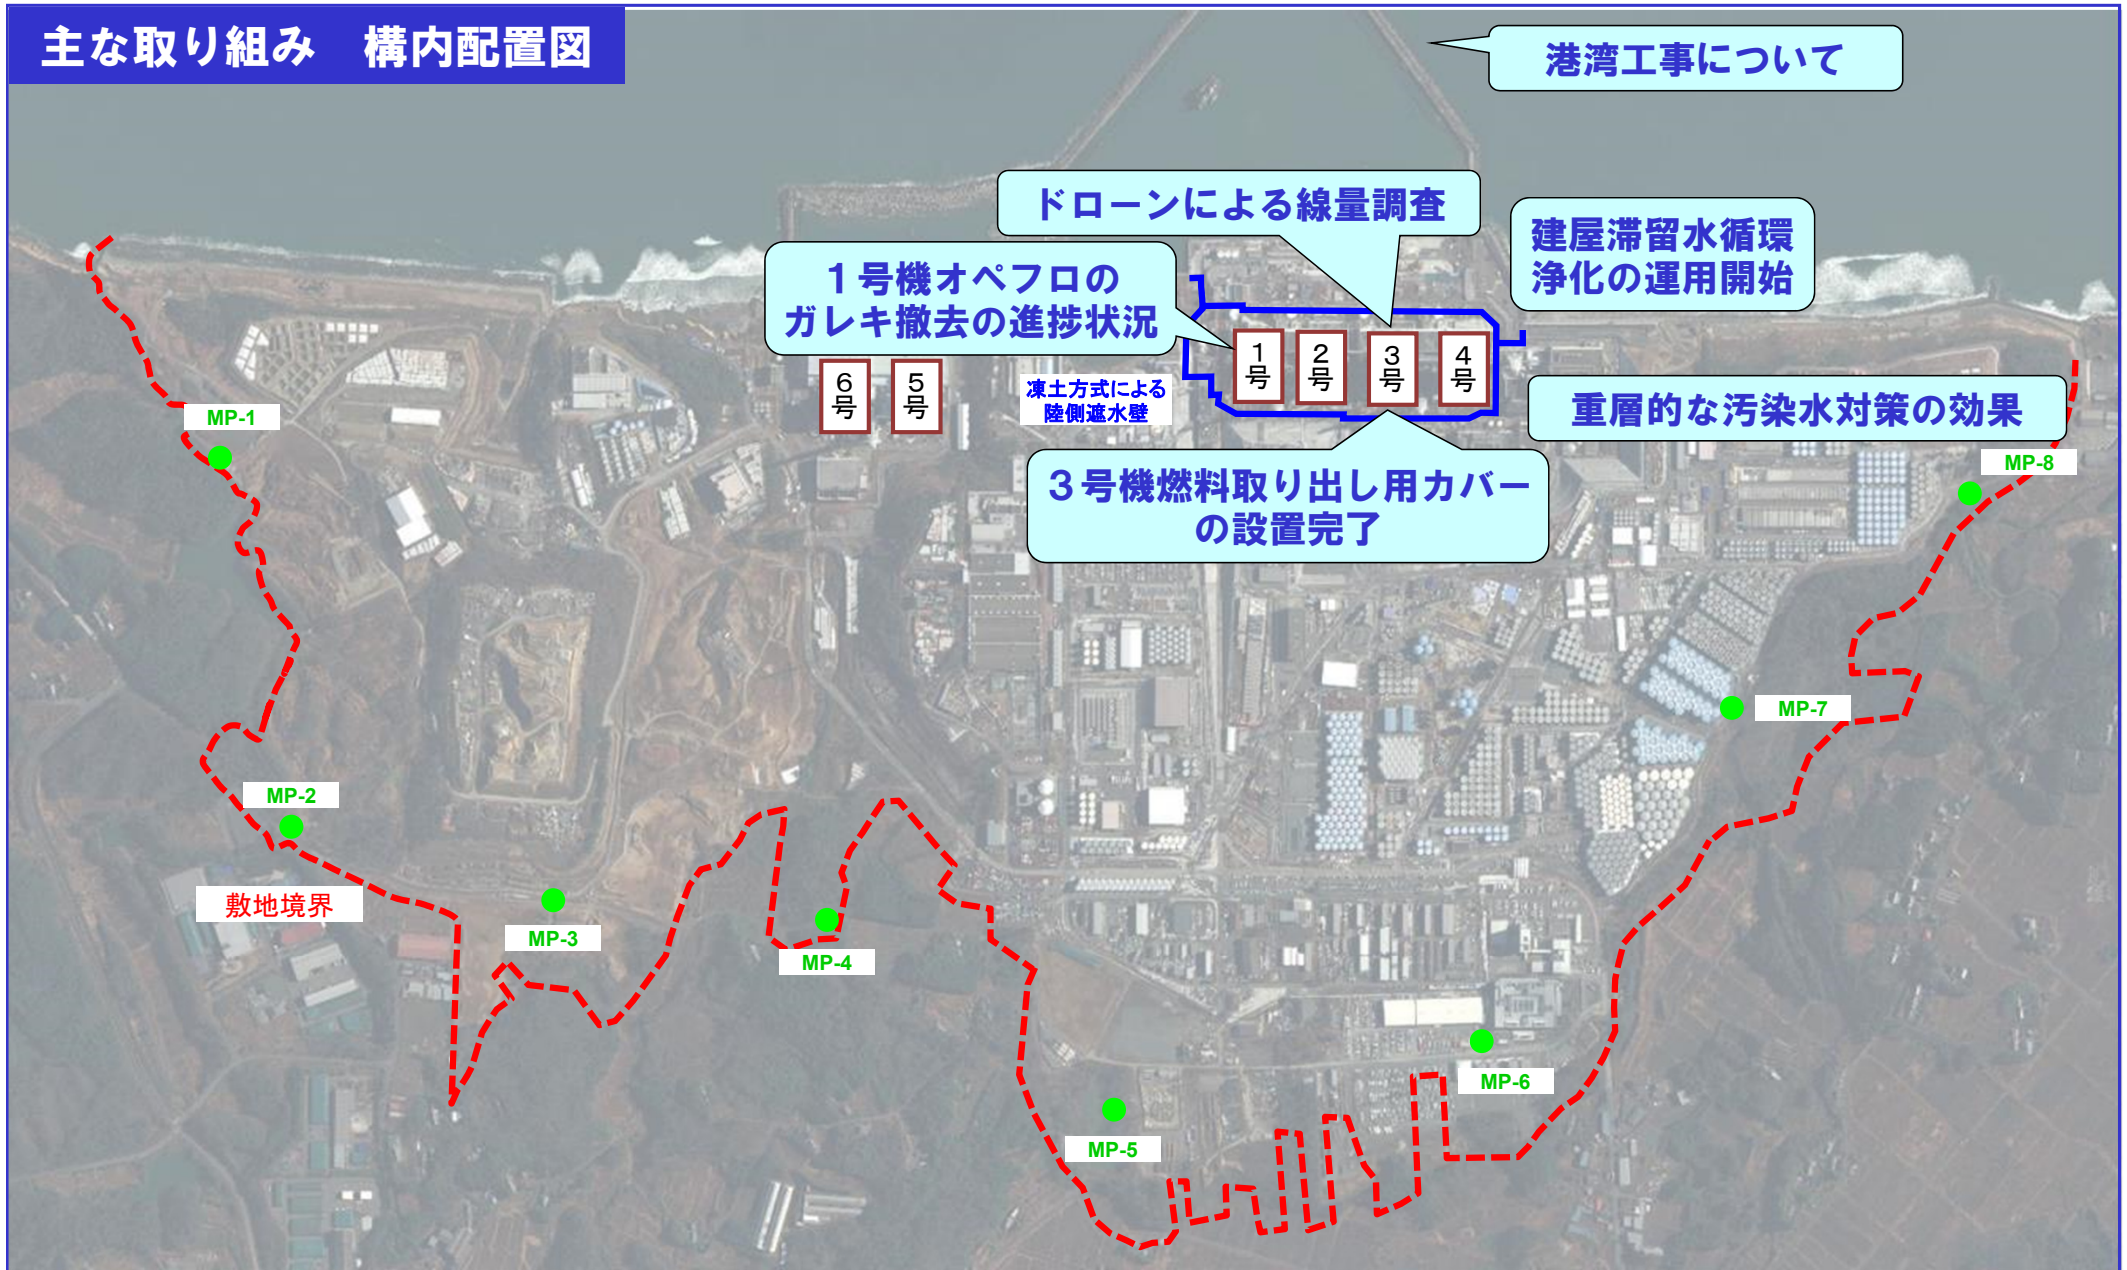 主な取り組み　構内配置図
港湾工事について
ドローンによる線量調査
建屋滞留水循環
浄化の運用開始
１号機オペフロの
ガレキ撤去の進捗状況
1号
2号
3号
4号
6号
5号
凍土方式による
陸側遮水壁
重層的な汚染水対策の効果
３号機燃料取り出し用カバー
の設置完了
MP-1
MP-8
MP-7
MP-2
敷地境界
MP-3
MP-4
MP-6
MP-5